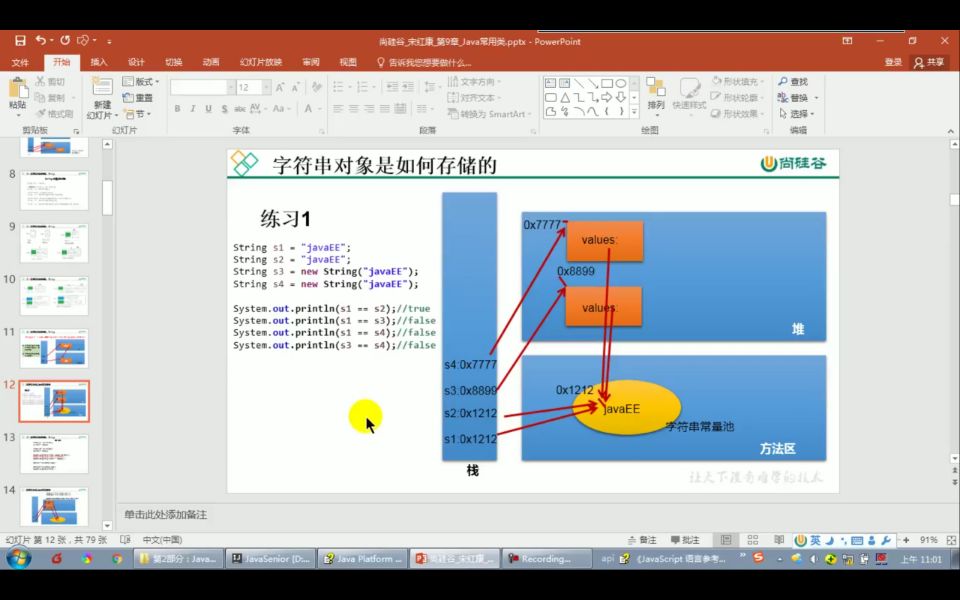 尚硅谷_宋红康_第9章_Java常用类.pptx - PowerPoint
文件 开始 插入 设计 切换 动画 幻灯片放映 审阅 视图 告诉我您想要做什么... 登录 共享
粘贴 剪切 复制 格式刷 新建 幻灯片 版式 重置 节
12
B I U S abc AV Aa A
文字方向 对齐文本 转换为 SmartArt
排列 快速样式 形状填充 形状轮廓 形状效果
查找 替换 选择
剪贴板 幻灯片 字体 段落 绘图 编辑
8
9
10
11
12
13
14
字符串对象是如何存储的
尚硅谷
练习1
String s1 = "javaEE";
String s2 = "javaEE";
String s3 = new String("javaEE");
String s4 = new String("javaEE");
System.out.println(s1 == s2);//true
System.out.println(s1 == s3);//false
System.out.println(s1 == s4);//false
System.out.println(s3 == s4);//false
0x7777
values:
0x8899
values:
堆
s4:0x7777
s3:0x8899
s2:0x1212
s1:0x1212
栈
0x1212
javaEE
字符串常量池
方法区
让天下没有难学的技术
单击此处添加备注
幻灯片 第 12 张，共 79 张 中文(中国) 备注 批注 91%
英
第2部分：Java... JavaSenior [D:... Java Platform ... 尚硅谷_宋红康_... Recording... api 《JavaScript 语言参考... 上午 11:01